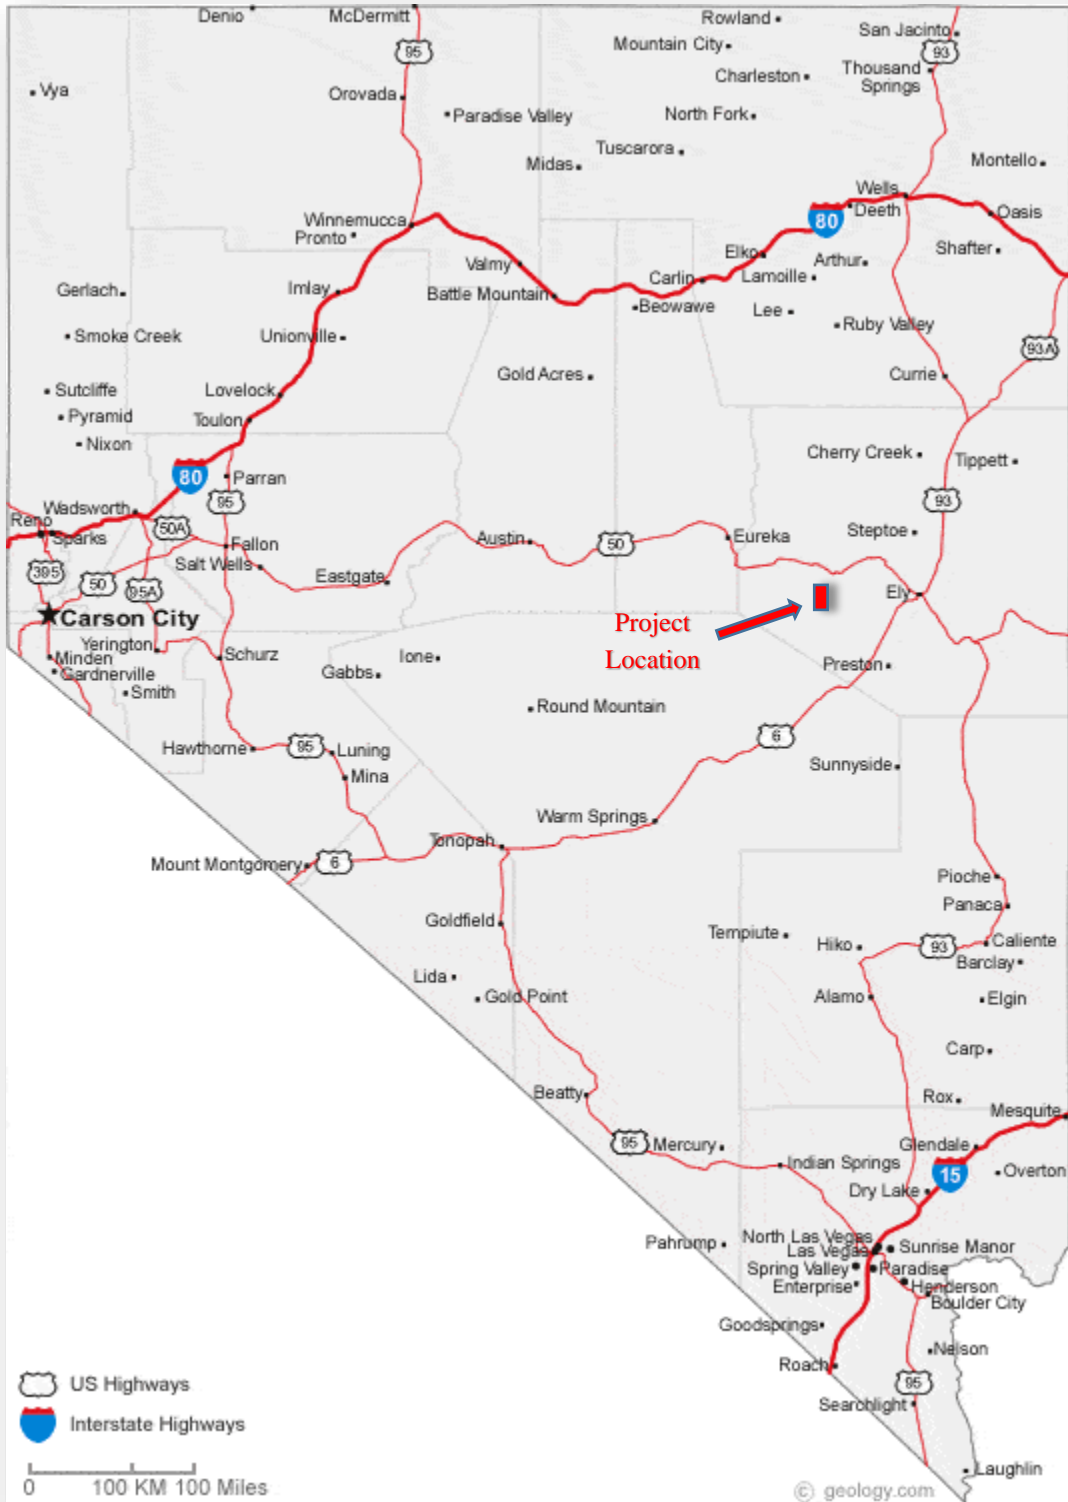 Denio
McDermitt
Rowland
San Jacinto
95
Mountain City
93
Charleston
Thousand
Springs
Vya
Orovada
Paradise Valley
North Fork
Tuscarora
Midas
Montello
Wells
Winnemucca
80
Deeth
Oasis
Pronto
Elko
Shafter
Valmy
Arthur
Gerlach
Imlay
Battle Mountain
Carlin
Lamoille
Beowawe
Lee
Smoke Creek
Unionville
Ruby Valley
93A
Gold Acres
Currie
Sutcliffe
Lovelock
Pyramid
Toulon
Nixon
Cherry Creek
Tippett
80
Parran
95
93
Wadsworth
Reno
50A
Sparks
Fallon
Austin
50
Eureka
Steptoe
Salt Wells
395
50
95A
Eastgate
Ely
Carson City
Project
Location
Yerington
Minden
Schurz
Ione
Preston
Gardnerville
Gabbs
Smith
Round Mountain
Hawthorne
95
Luning
6
Mina
Sunnyside
Warm Springs
Tonopah
Mount Montgomery
6
Pioche
Panaca
Goldfield
Tempiute
Hiko
93
Caliente
Barclay
Lida
Gold Point
Alamo
Elgin
Carp
Beatty
Rox
Mesquite
95
Mercury
Glendale
Indian Springs
15
Overton
Dry Lake
North Las Vegas
Pahrump
Las Vegas
Sunrise Manor
Spring Valley
Paradise
Enterprise
Henderson
Boulder City
Goodsprings
Nelson
Roach
US Highways
95
Searchlight
Interstate Highways
Laughlin
0 100 KM 100 Miles
© geology.com